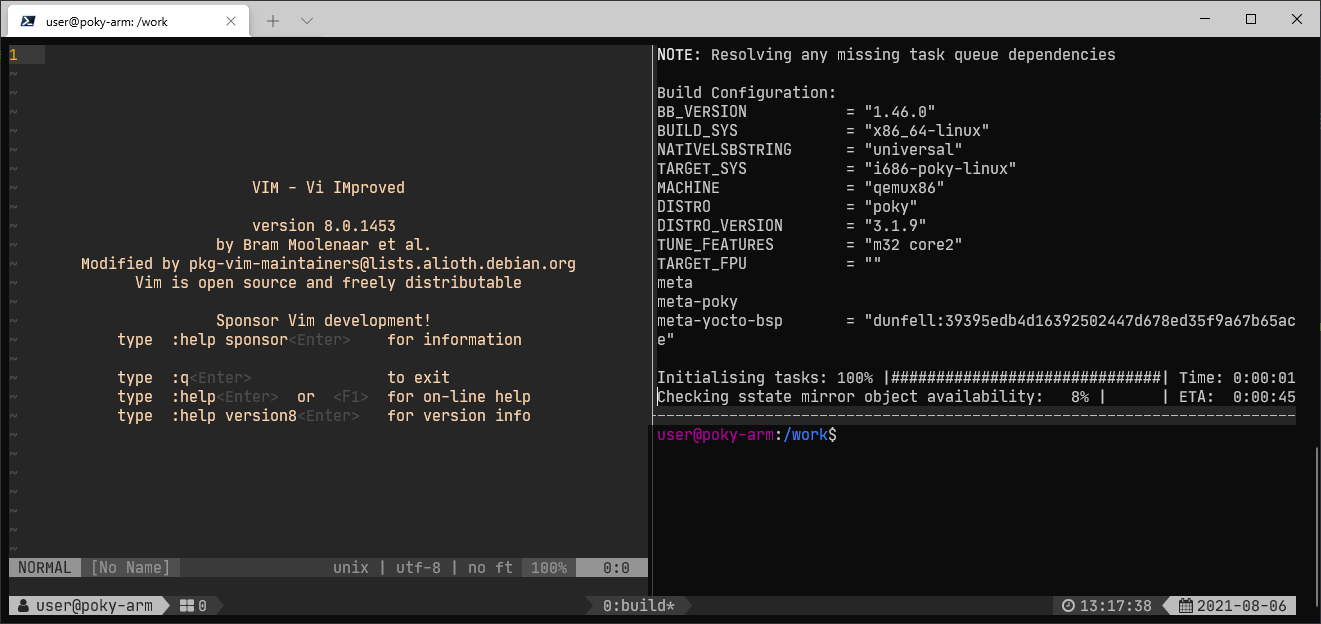 user@poky-arm: /work
1
~
~
~
~
~
~
~ VIM - Vi IMproved
~
~ version 8.0.1453
~ by Bram Moolenaar et al.
~ Modified by pkg-vim-maintainers@lists.alioth.debian.org
~ Vim is open source and freely distributable
~
~ Sponsor Vim development!
~ type :help sponsor<Enter> for information
~
~ type :q<Enter> to exit
~ type :help<Enter> or <F1> for on-line help
~ type :help version8<Enter> for version info
~
~
~
~
~
~
~
NORMAL [No Name] unix | utf-8 | no ft 100% 0:0
NOTE: Resolving any missing task queue dependencies
Build Configuration:
BB_VERSION = "1.46.0"
BUILD_SYS = "x86_64-linux"
NATIVELSBSTRING = "universal"
TARGET_SYS = "i686-poky-linux"
MACHINE = "qemux86"
DISTRO = "poky"
DISTRO_VERSION = "3.1.9"
TUNE_FEATURES = "m32 core2"
TARGET_FPU = ""
meta
meta-poky
meta-yocto-bsp = "dunfell:39395edb4d16392502447d678ed35f9a67b65ac
e"
Initialising tasks: 100% |##############################| Time: 0:00:01
Checking sstate mirror object availability: 8% | | ETA: 0:00:45
user@poky-arm:/work$
user@poky-arm 0 0:build* 13:17:38 2021-08-06